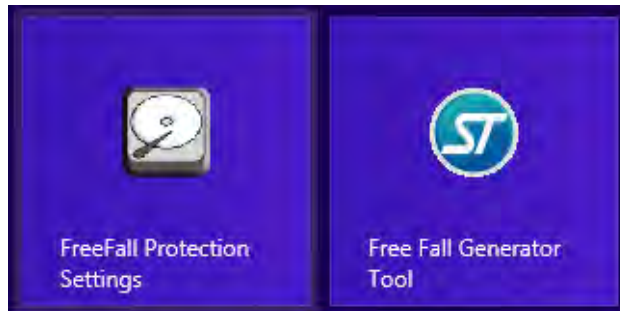 ST
FreeFall Protection
Settings
Free Fall Generator
Tool